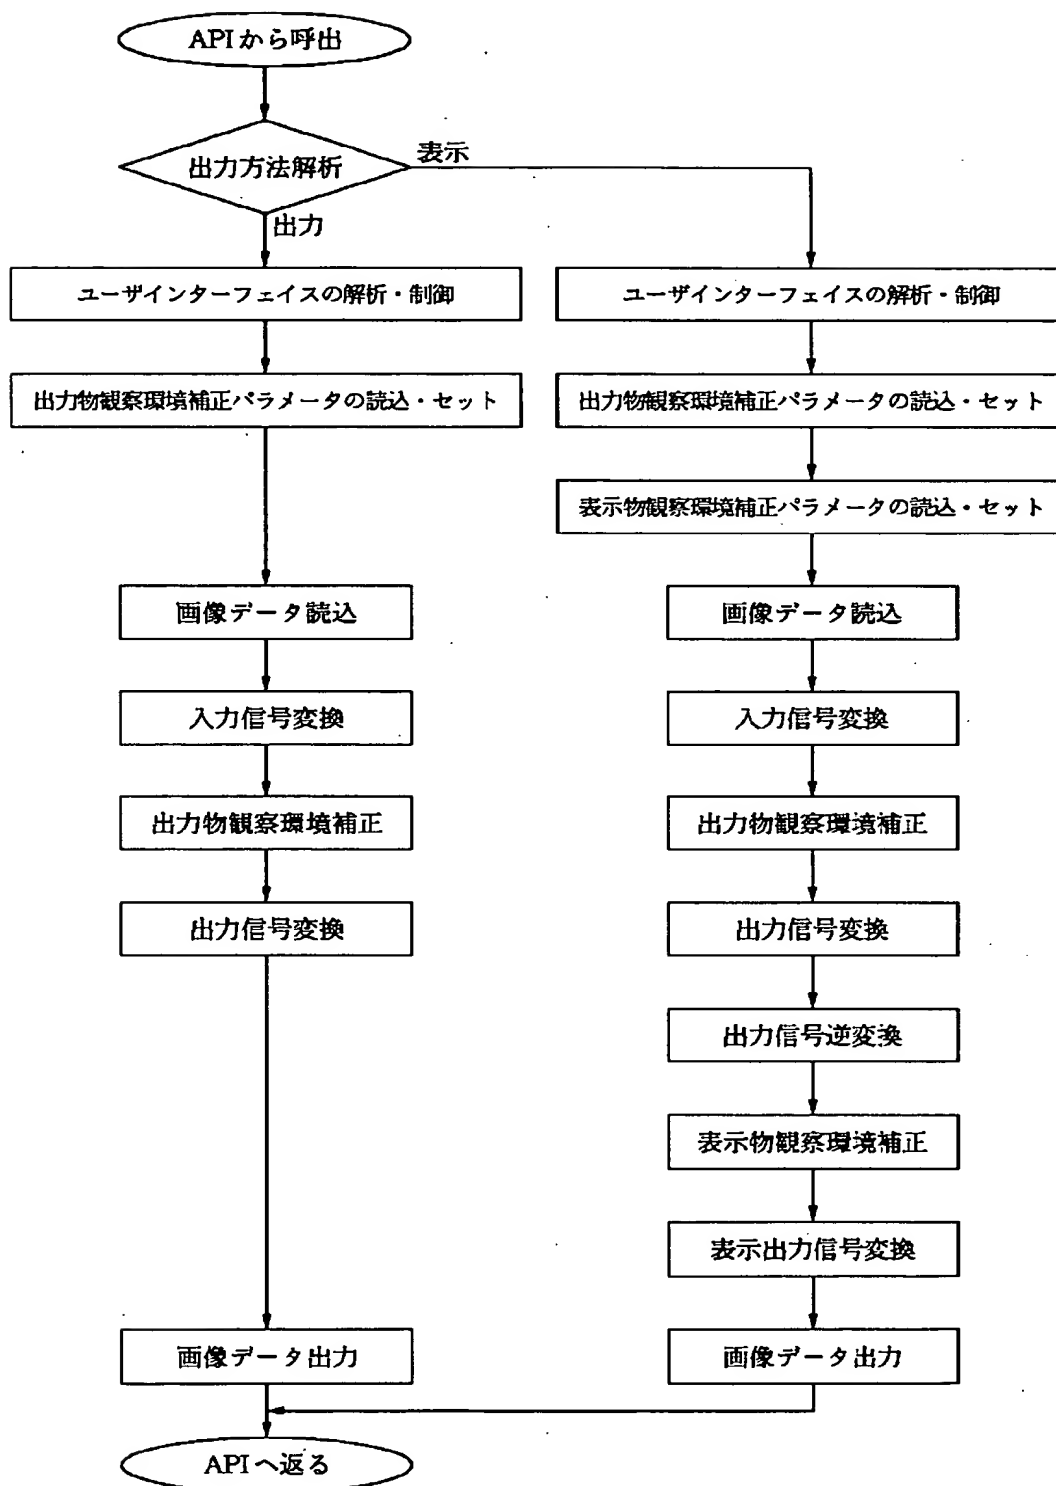 APIから呼出
出力方法解析
表示
出力
ユーザインターフェイスの解析・制御
出力物観察環境補正パラメータの読込・セット
画像データ読込
入力信号変換
出力物観察環境補正
出力信号変換
画像データ出力
ユーザインターフェイスの解析・制御
出力物観察環境補正パラメータの読込・セット
表示物観察環境補正パラメータの読込・セット
画像データ読込
入力信号変換
出力物観察環境補正
出力信号変換
出力信号逆変換
表示物観察環境補正
表示出力信号変換
画像データ出力
APIへ返る